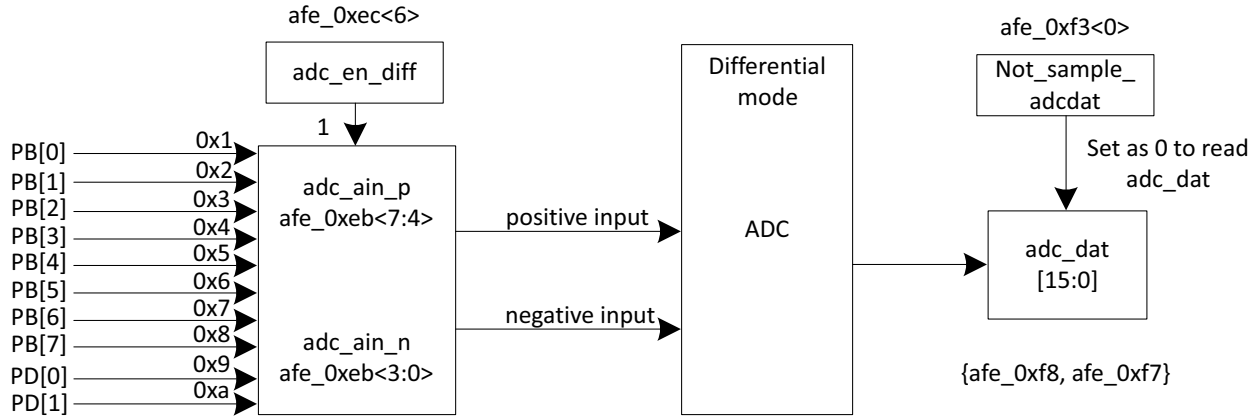 afe_0xec<6>
adc_en_diff
1
PB[0] 0x1
PB[1] 0x2
PB[2] 0x3
PB[3] 0x4
PB[4] 0x5
PB[5] 0x6
PB[6] 0x7
PB[7] 0x8
PD[0] 0x9
PD[1] 0xa
adc_ain_p
afe_0xeb<7:4>
adc_ain_n
afe_0xeb<3:0>
positive input
negative input
Differential
mode
ADC
afe_0xf3<0>
Not_sample_
adcdat
Set as 0 to read
adc_dat
adc_dat
[15:0]
{afe_0xf8, afe_0xf7}